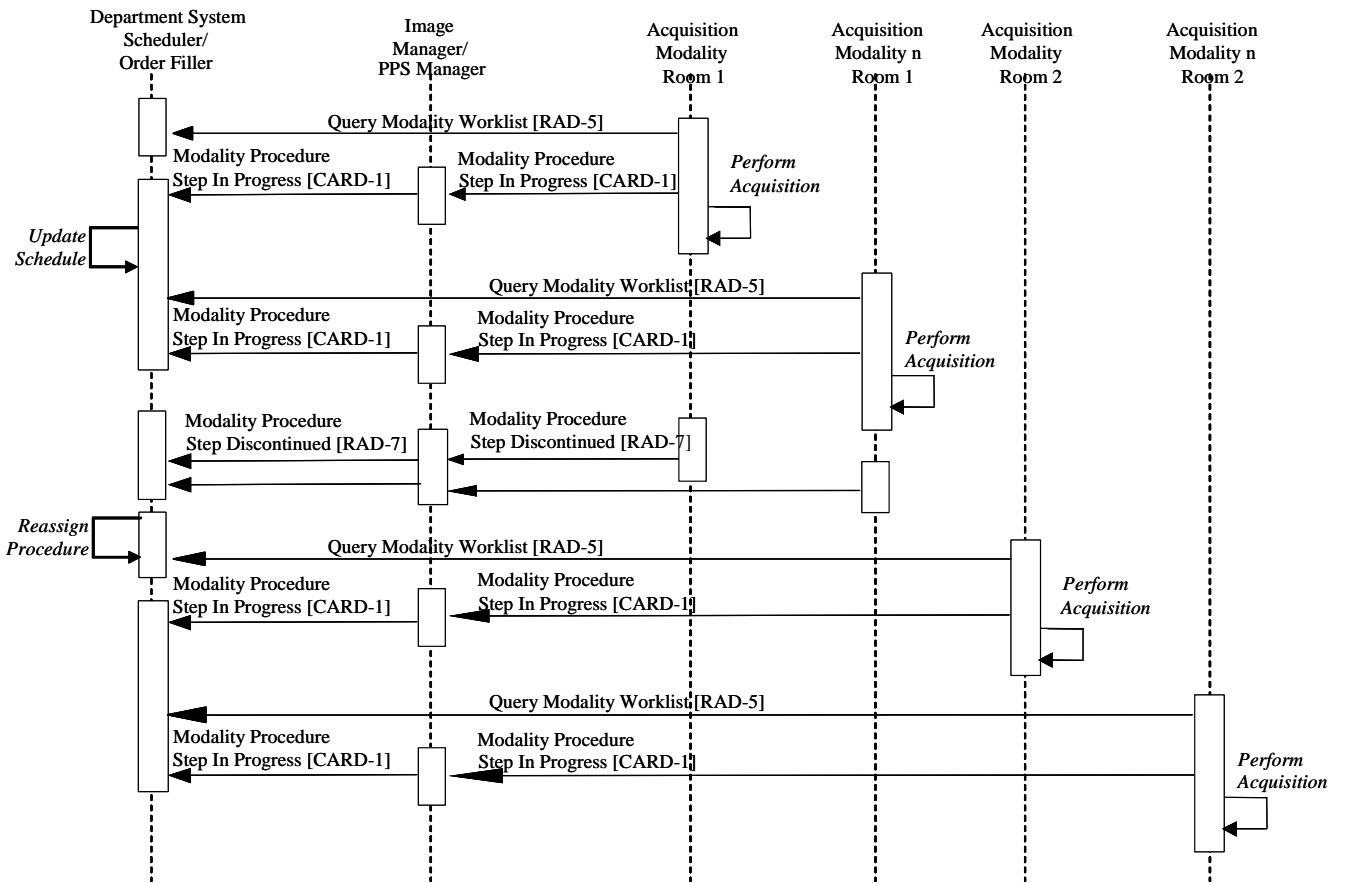 Department System
Scheduler/
Order Filler
Image
Manager/
PPS Manager
Acquisition
Modality
Room 1
Acquisition
Modality n
Room 1
Acquisition
Modality
Room 2
Acquisition
Modality n
Room 2
Query Modality Worklist [RAD-5]
Modality Procedure
Step In Progress [CARD-1]
Modality Procedure
Step In Progress [CARD-1]
Perform
Acquisition
Update
Schedule
Query Modality Worklist [RAD-5]
Modality Procedure
Step In Progress [CARD-1]
Modality Procedure
Step In Progress [CARD-1]
Perform
Acquisition
Modality Procedure
Step Discontinued [RAD-7]
Modality Procedure
Step Discontinued [RAD-7]
Reassign
Procedure
Query Modality Worklist [RAD-5]
Modality Procedure
Step In Progress [CARD-1]
Modality Procedure
Step In Progress [CARD-1]
Perform
Acquisition
Query Modality Worklist [RAD-5]
Modality Procedure
Step In Progress [CARD-1]
Modality Procedure
Step In Progress [CARD-1]
Perform
Acquisition